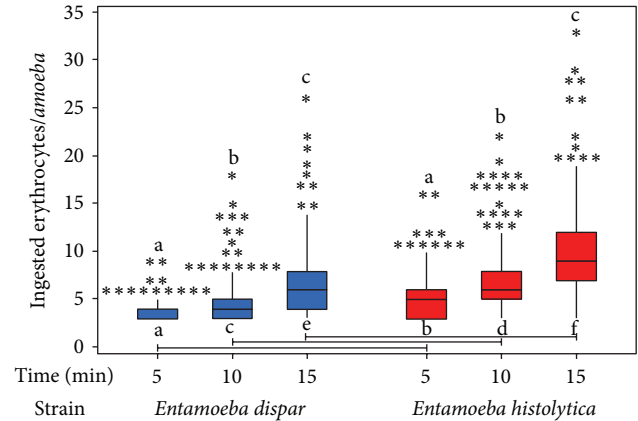 Ingested erythrocytes/amoeba
35
30
25
20
15
10
5
0
a
**
**
*********
a
b
*
*
***
**
*
**
********
c
c
*
*
*
*
*
**
**
e
a
**
***
******
b
b
*
*
****
*****
*
****
***
d
c
*
*
**
**
*
*
****
f
Time (min) 5 10 15 5 10 15
Strain Entamoeba dispar Entamoeba histolytica